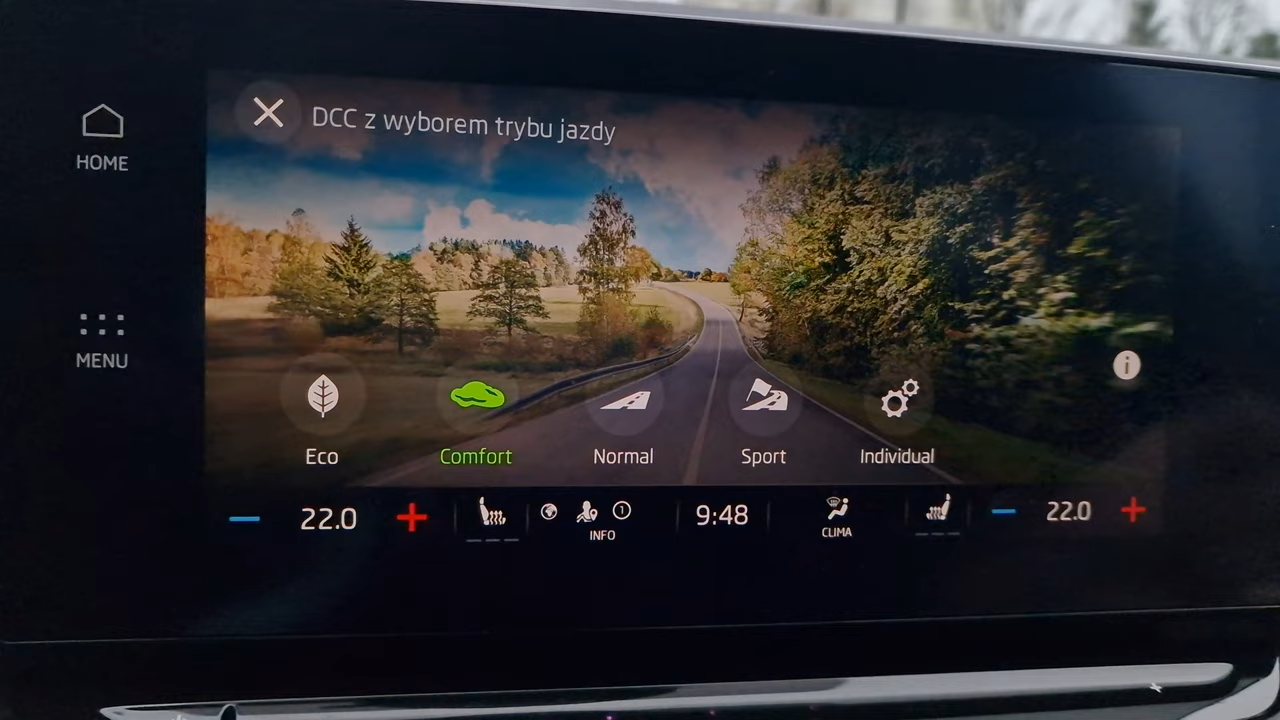 HOME
MENU
DCC z wyborem trybu jazdy
Eco
Comfort
Normal
Sport
Individual
i
22.0
1
INFO
9:48
CLIMA
22.0